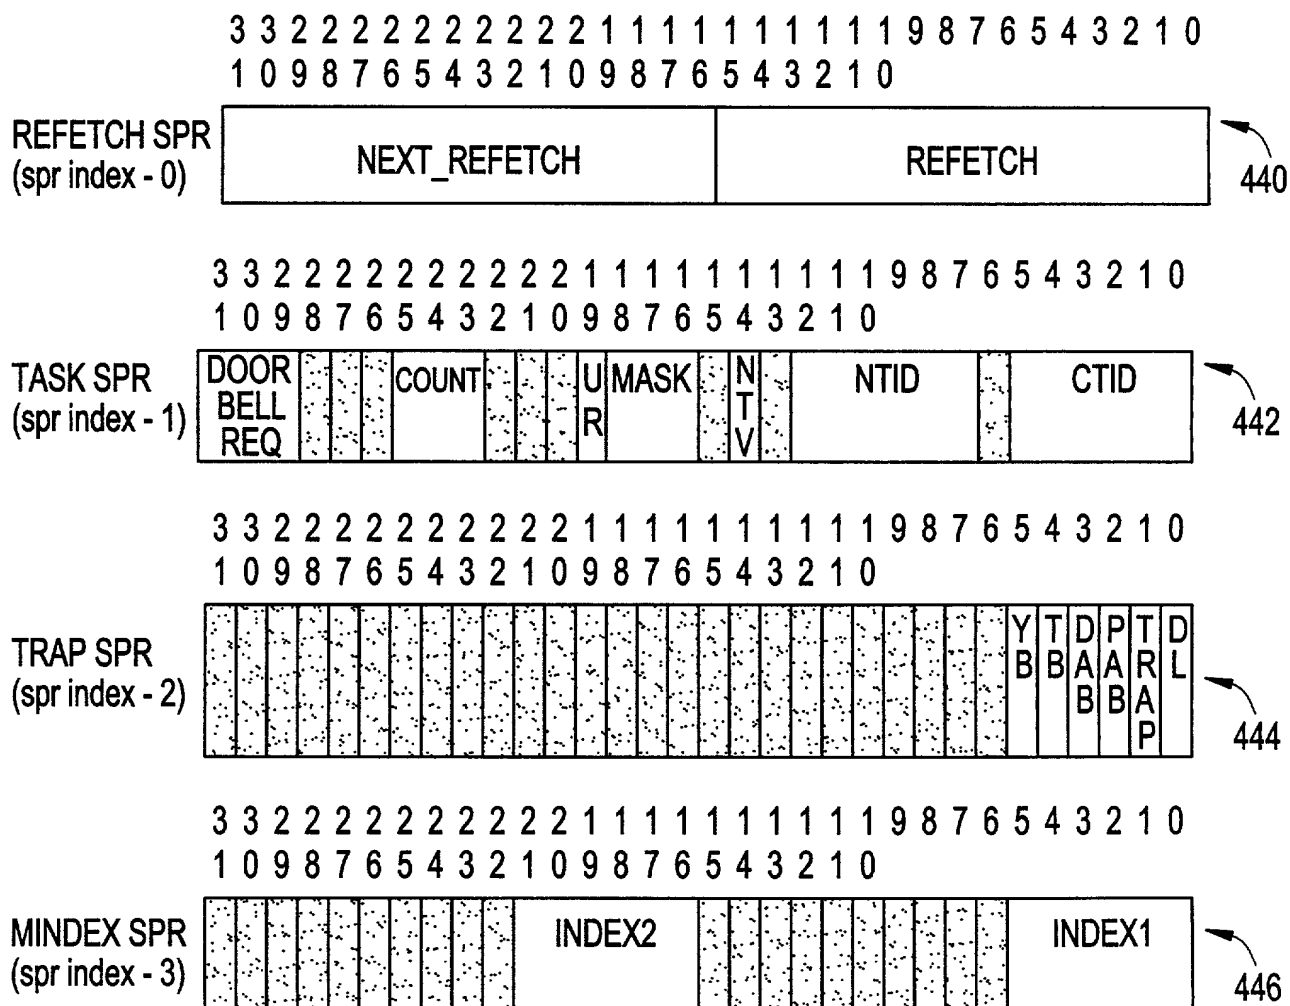 3 3 2 2 2 2 2 2 2 2 2 2 1 1 1 1 1 1 1 1 1 1 9 8 7 6 5 4 3 2 1 0
1 0 9 8 7 6 5 4 3 2 1 0 9 8 7 6 5 4 3 2 1 0
REFETCH SPR
(spr index - 0)
NEXT_REFETCH
REFETCH
440
3 3 2 2 2 2 2 2 2 2 2 2 1 1 1 1 1 1 1 1 1 1 9 8 7 6 5 4 3 2 1 0
1 0 9 8 7 6 5 4 3 2 1 0 9 8 7 6 5 4 3 2 1 0
TASK SPR
(spr index - 1)
DOOR
BELL
REQ
COUNT
UR
MASK
NTV
NTID
CTID
442
3 3 2 2 2 2 2 2 2 2 2 2 1 1 1 1 1 1 1 1 1 1 9 8 7 6 5 4 3 2 1 0
1 0 9 8 7 6 5 4 3 2 1 0 9 8 7 6 5 4 3 2 1 0
TRAP SPR
(spr index - 2)
YB
TB
DAB
PAB
TRAP
DL
444
3 3 2 2 2 2 2 2 2 2 2 2 1 1 1 1 1 1 1 1 1 1 9 8 7 6 5 4 3 2 1 0
1 0 9 8 7 6 5 4 3 2 1 0 9 8 7 6 5 4 3 2 1 0
MINDEX SPR
(spr index - 3)
INDEX2
INDEX1
446